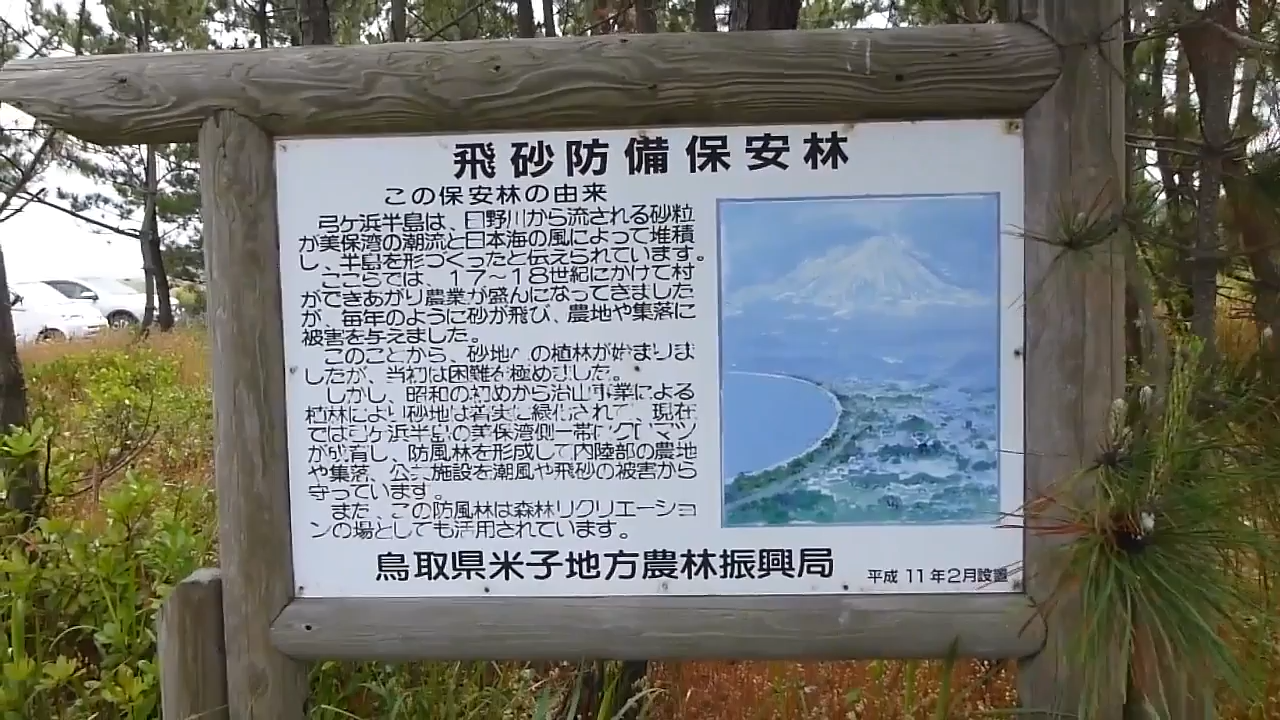 飛砂防備保安林
この保安林の由来
弓ケ浜半島は、日野川から流される砂粒
が美保湾の潮流と日本海の風によって堆積
し、半島を形づくったと伝えられています。
ここらでは、17～18世紀にかけて村
ができあがり農業が盛んになってきました
が、毎年のように砂が飛び、農地や集落に
被害を与えました。
このことから、砂地への植林が始まりま
したが、当初は困難を極めました。
しかし、昭和の初めから治山事業による
植林により砂地は着実に緑化されて、現在
では弓ケ浜半島の美保湾側一帯にクロマツ
が成育し、防風林を形成して内陸部の農地
や集落、公共施設を潮風や飛砂の被害から
守っています。
また、この防風林は森林リクリエーショ
ンの場としても活用されています。
鳥取県米子地方農林振興局
平成 11 年2月設置